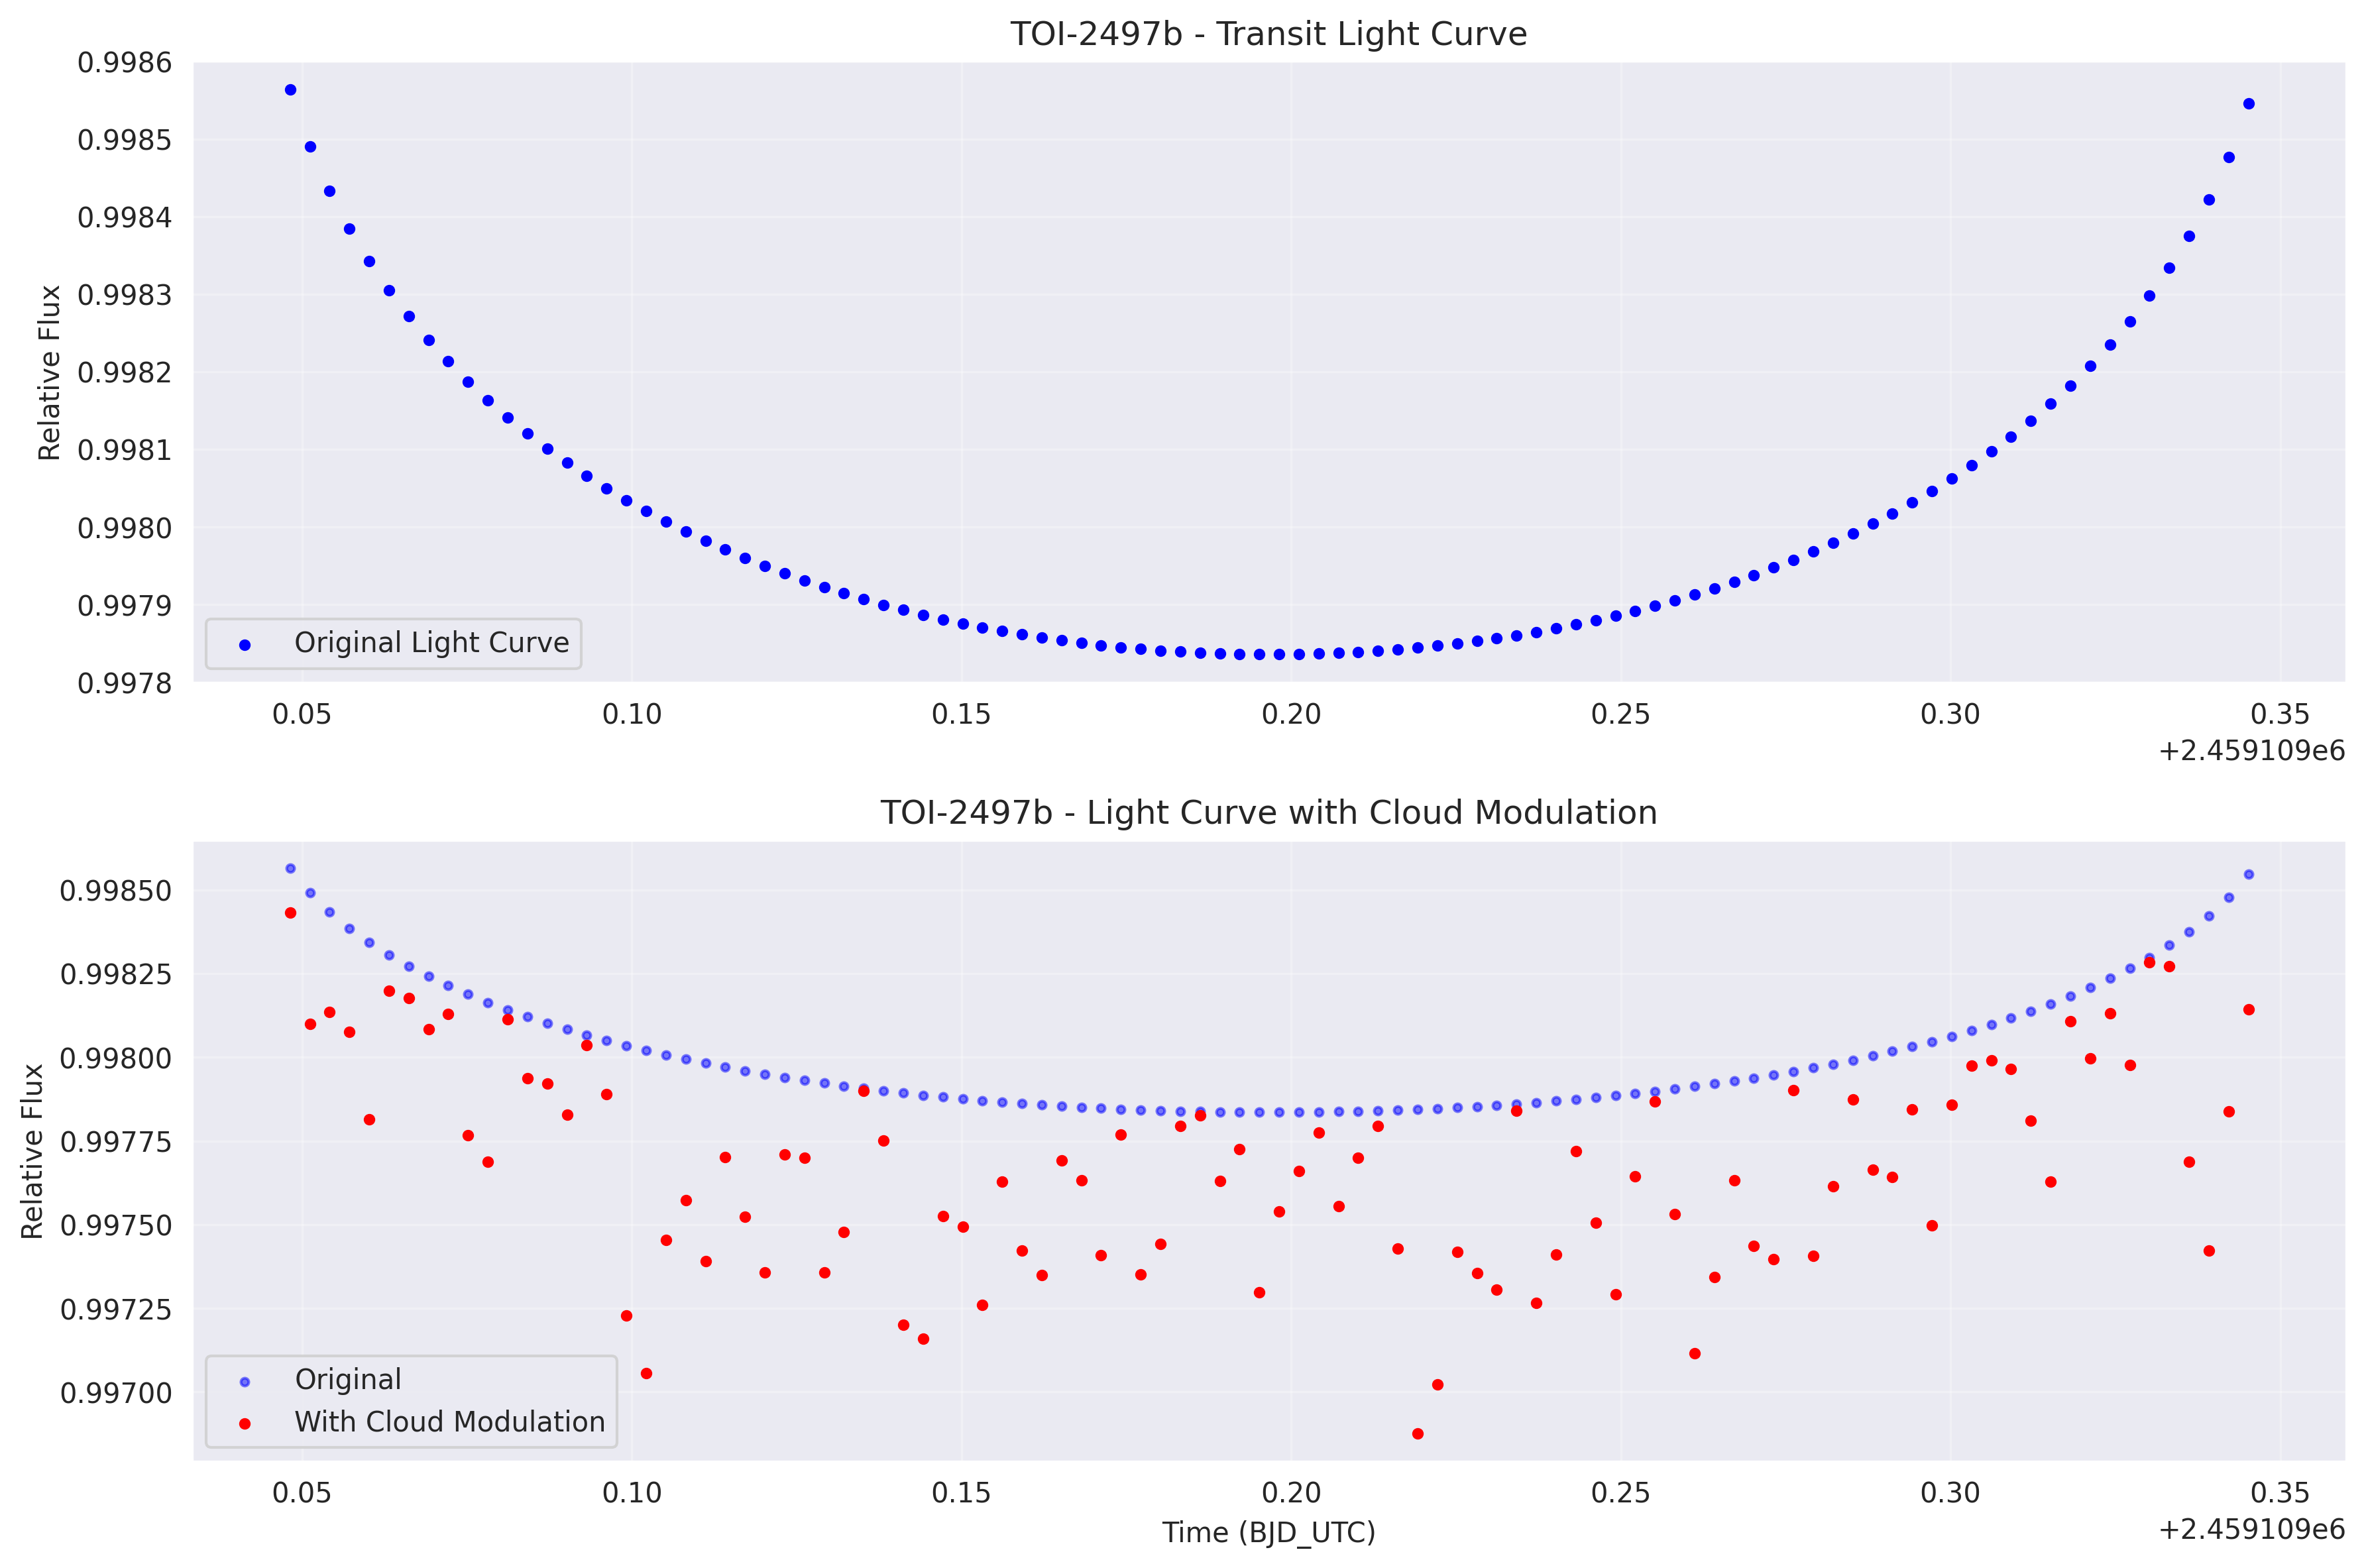 TOI-2497b - Transit Light Curve
0.9986
0.9985
0.9984
0.9983
0.9982
0.9981
0.9980
0.9979
0.9978
Relative Flux
Original Light Curve
0.05 0.10 0.15 0.20 0.25 0.30 0.35
+2.459109e6
TOI-2497b - Light Curve with Cloud Modulation
0.99850
0.99825
0.99800
0.99775
0.99750
0.99725
0.99700
Relative Flux
Original
With Cloud Modulation
0.05 0.10 0.15 0.20 0.25 0.30 0.35
Time (BJD_UTC)
+2.459109e6